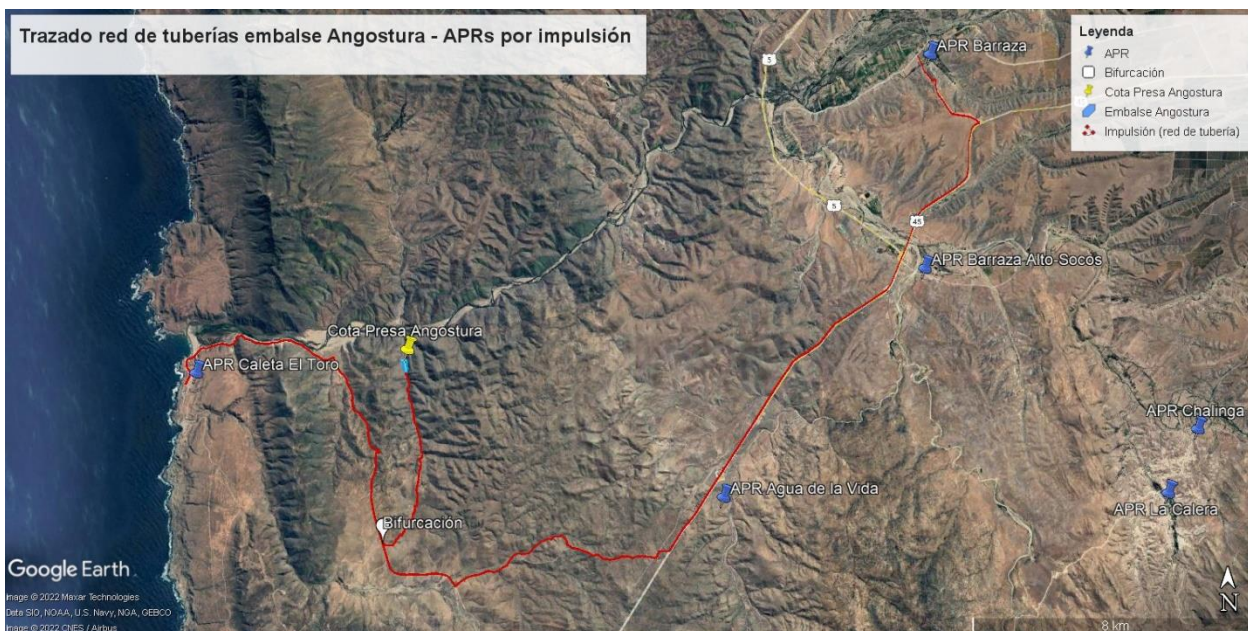 Trazado red de tuberías embalse Angostura - APRs por impulsión
Leyenda
APR
Bifurcación
Cota Presa Angostura
Embalse Angostura
Impulsión (red de tubería)
5
APR Barraza
5
45
APR Barraza Alto-Socos
Cota Presa Angostura
APR Caleta El Toro
APR Chalinga
APR Agua de la Vida
APR La Calera
Bifurcación
Google Earth
Image © 2022 Maxar Technologies
Data SIO, NOAA, U.S. Navy, NGA, GEBCO
Image © 2022 CNES / Airbus
N
8 km